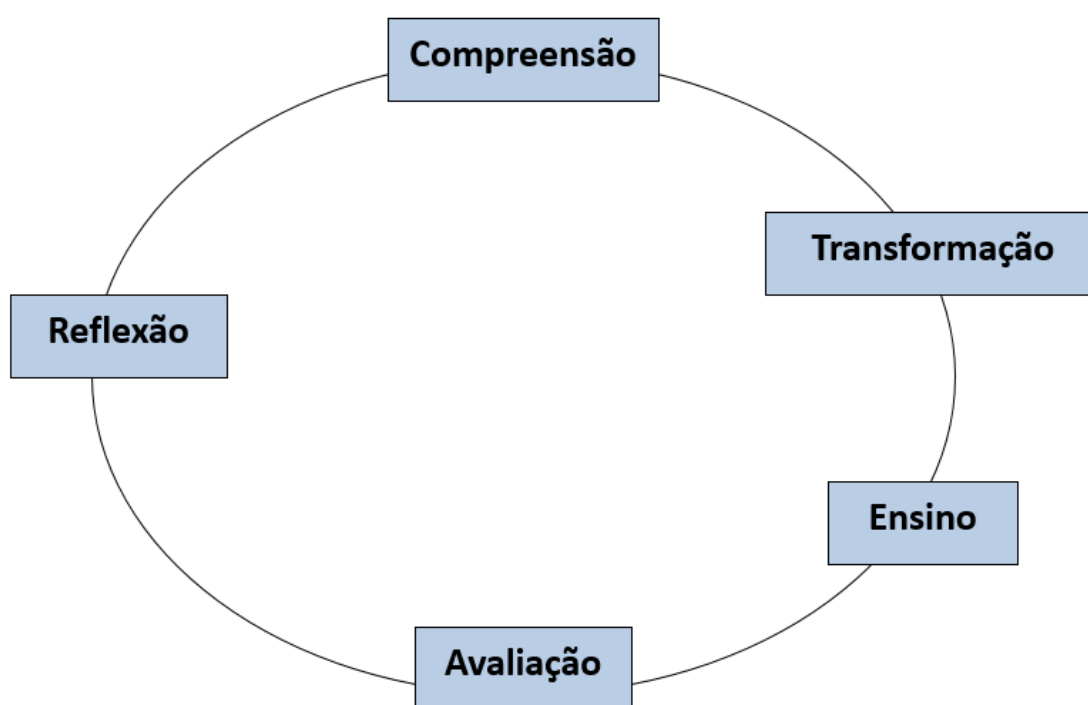 Compreensão
Transformação
Reflexão
Ensino
Avaliação